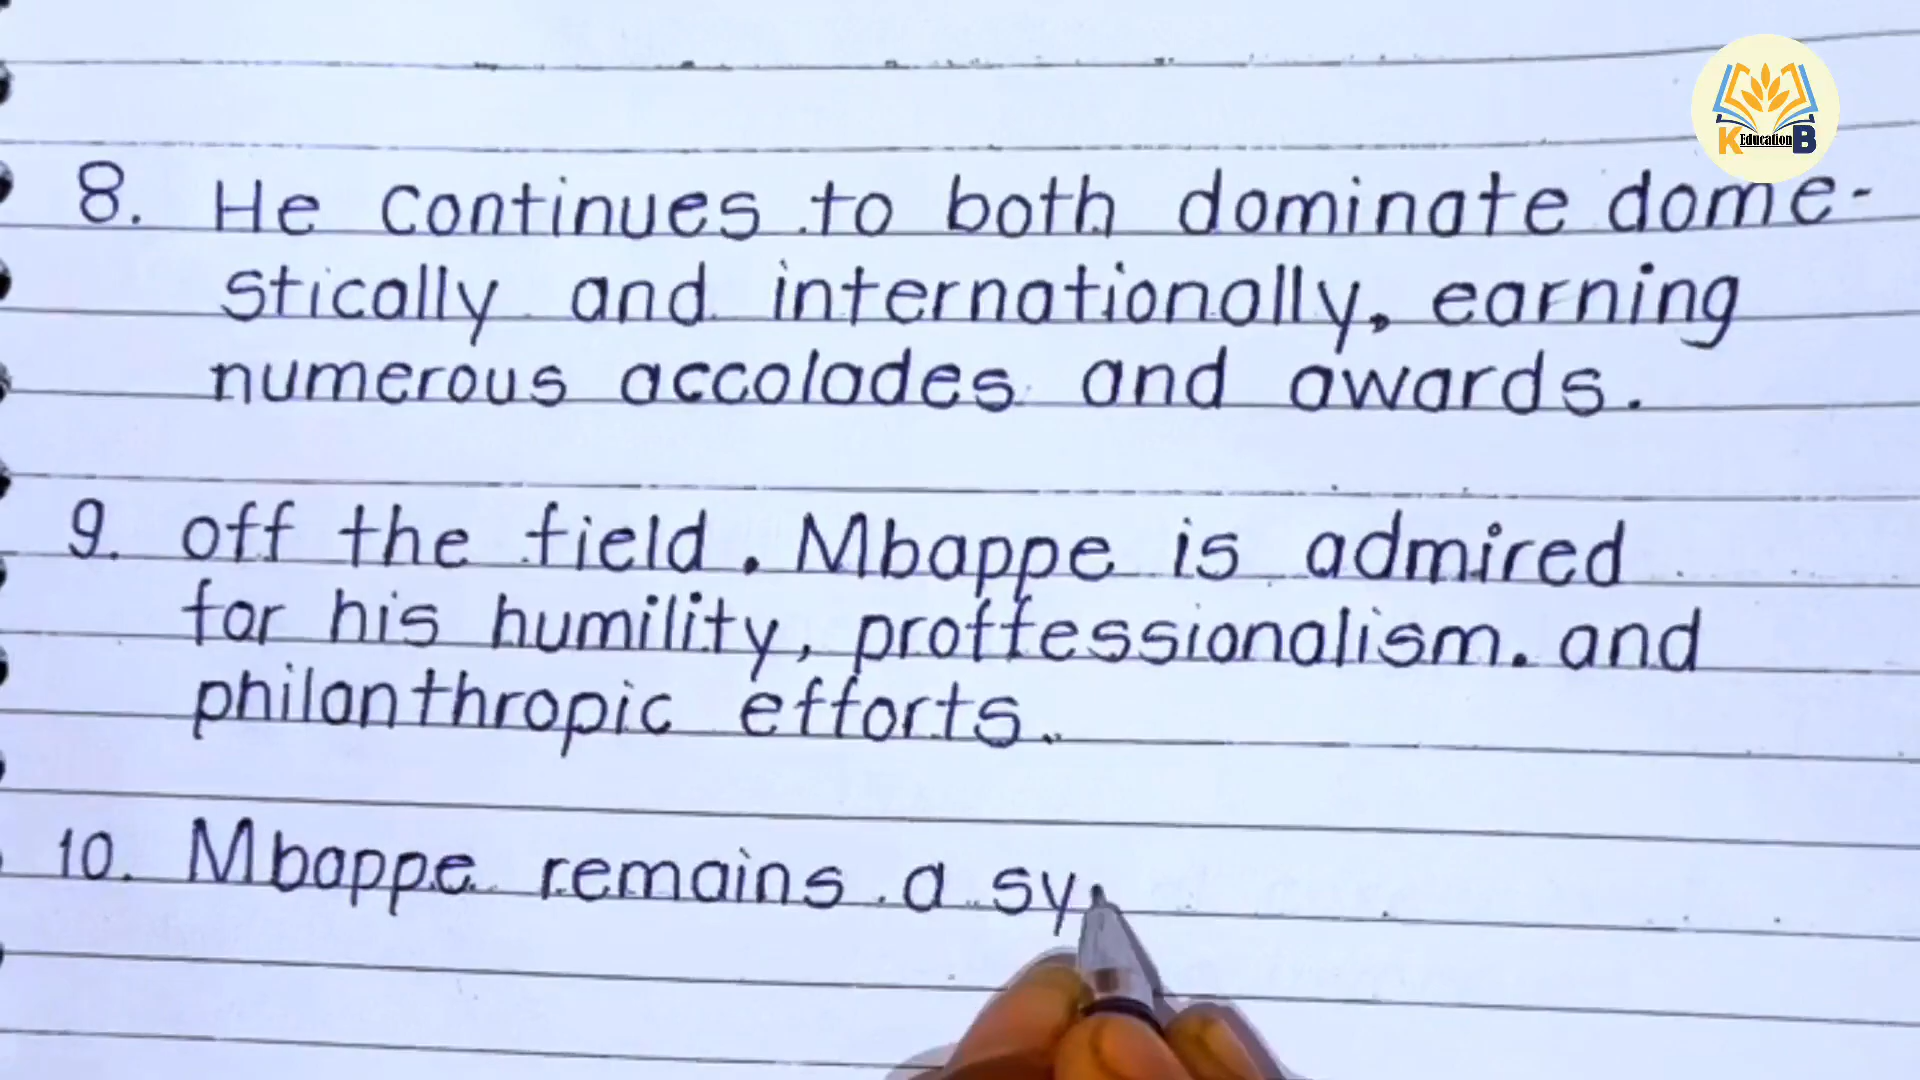 K Education B
8. He continues to both dominate dome-
stically and internationally, earning
numerous accolades and awards.
9. off the field. Mbappe is admired
for his humility, proffessionalism. and
philanthropic efforts.
10. Mbappe remains a sy